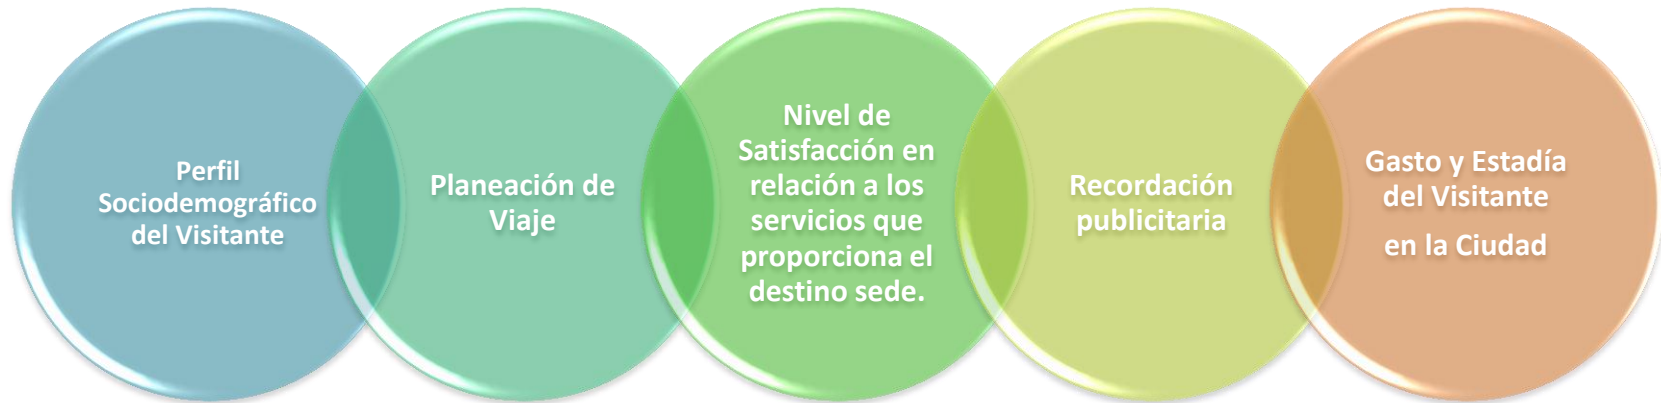 Perfil
Sociodemográfico
del Visitante
Planeación de
Viaje
Nivel de
Satisfacción en
relación a los
servicios que
proporciona el
destino sede.
Recordación
publicitaria
Gasto y Estadía
del Visitante
en la Ciudad